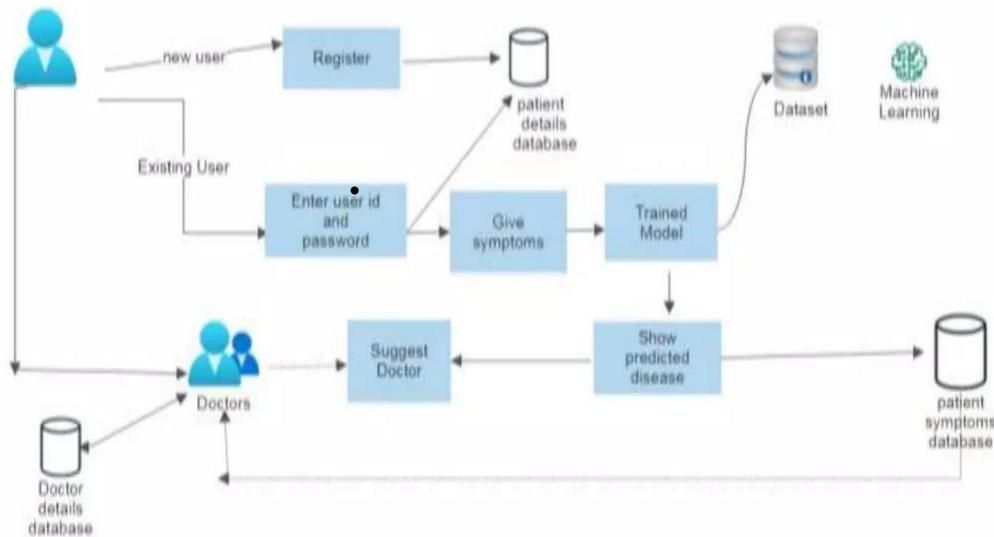 new user
Register
patient
details
database
Dataset
Machine
Learning
Existing User
Enter user id
and
password
Give
symptoms
Trained
Model
Suggest
Doctor
Show
predicted
disease
Doctors
patient
symptoms
database
Doctor
details
database